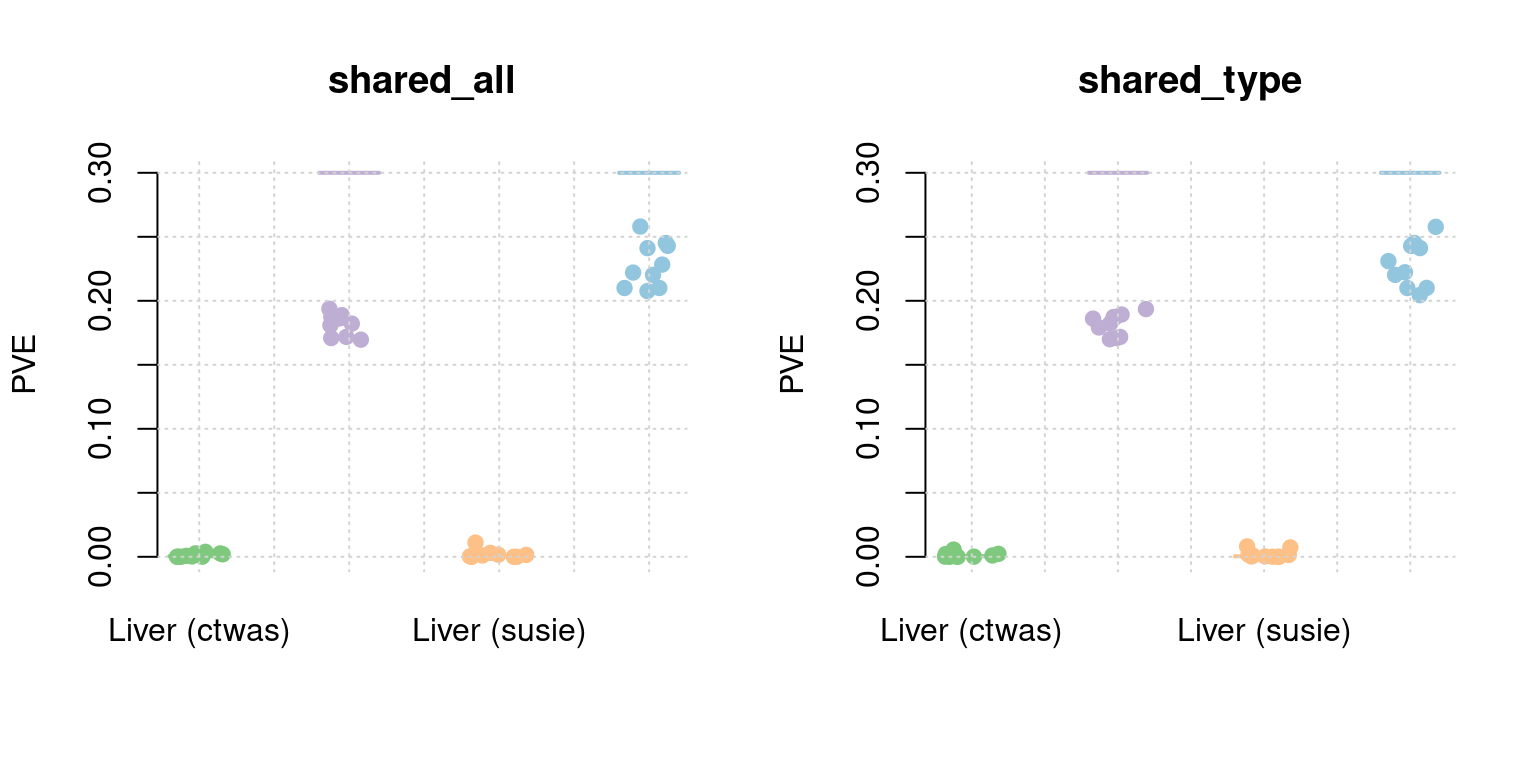 shared_all
PVE
0.30
0.20
0.10
0.00
Liver (ctwas)
Liver (susie)
shared_type
PVE
0.30
0.20
0.10
0.00
Liver (ctwas)
Liver (susie)